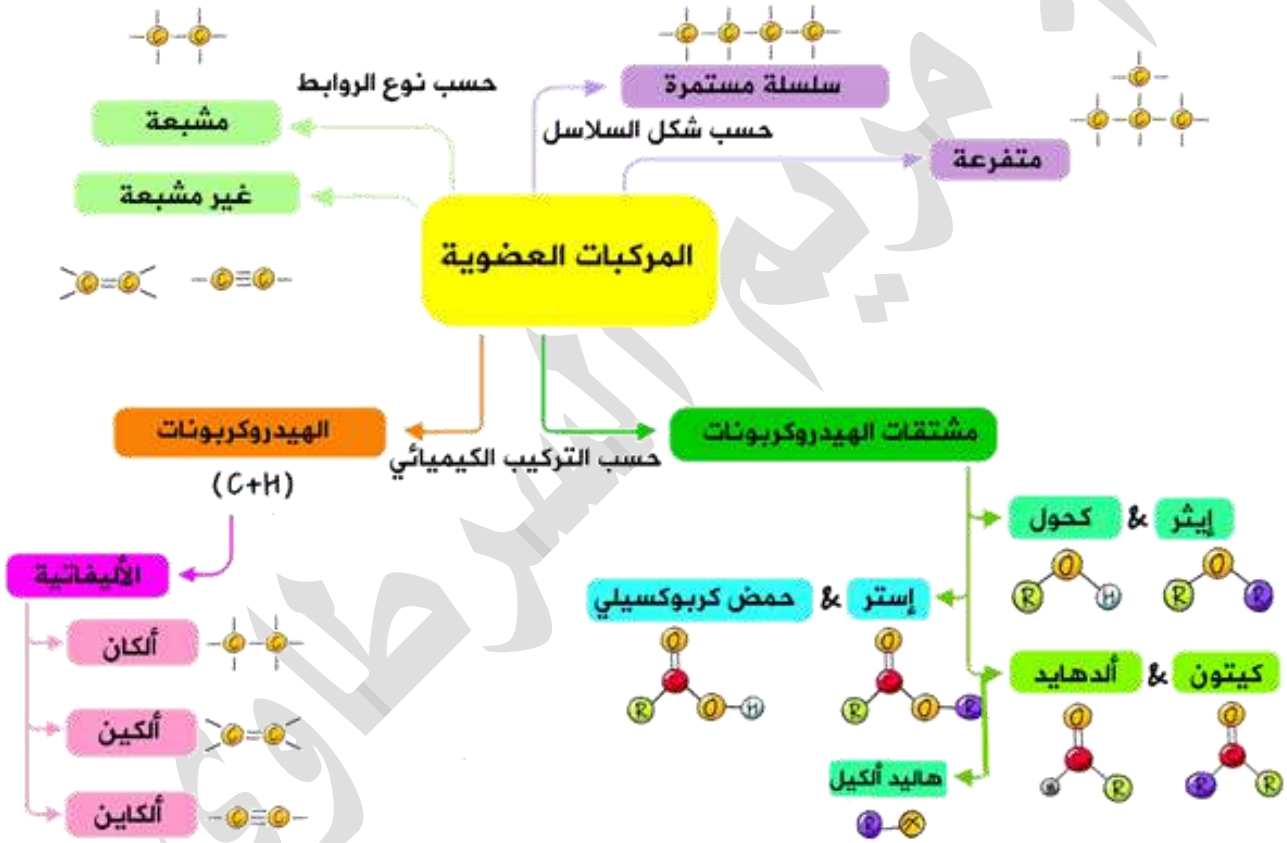 سلسلة مستمرة
حسب نوع الروابط
مشبعة
حسب شكل السلاسل
متفرعة
غير مشبعة
المركبات العضوية
الهيدروكربونات
مشتقات الهيدروكربونات
حسب التركيب الكيميائي
(C+H)
إيثر & كحول
الأليفاتية
إستر & حمض كربوكسيلي
ألكان
كيتون & ألدهايد
ألكين
هاليد ألكيل
ألكاين